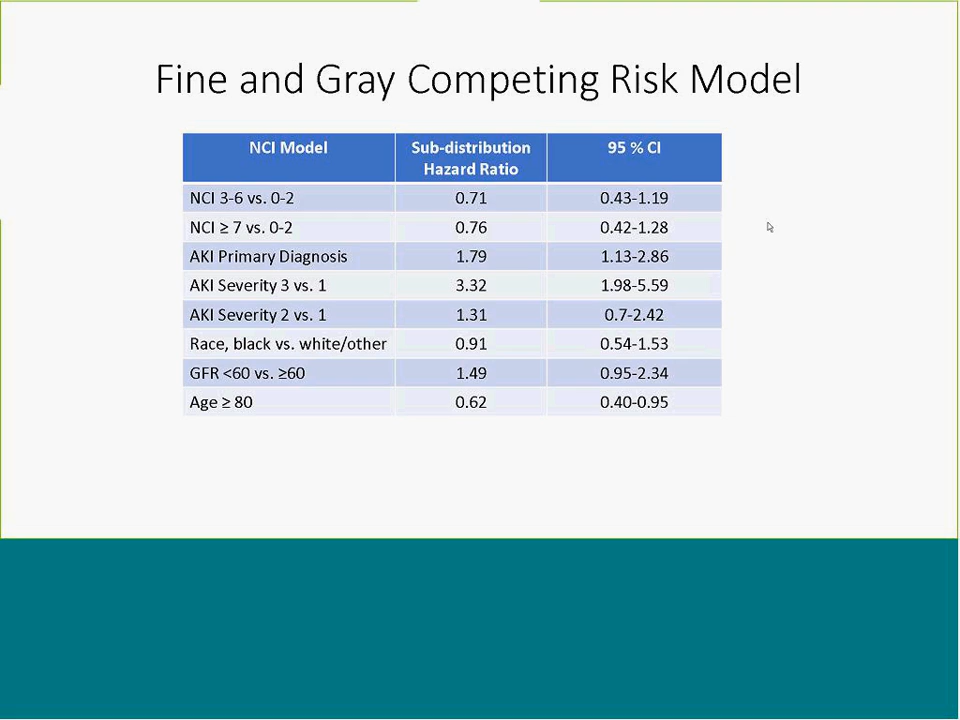 Fine and Gray Competing Risk Model
NCI Model Sub-distribution Hazard Ratio 95 % CI
NCI 3-6 vs. 0-2 0.71 0.43-1.19
NCI ≥ 7 vs. 0-2 0.76 0.42-1.28
AKI Primary Diagnosis 1.79 1.13-2.86
AKI Severity 3 vs. 1 3.32 1.98-5.59
AKI Severity 2 vs. 1 1.31 0.7-2.42
Race, black vs. white/other 0.91 0.54-1.53
GFR <60 vs. ≥60 1.49 0.95-2.34
Age ≥ 80 0.62 0.40-0.95